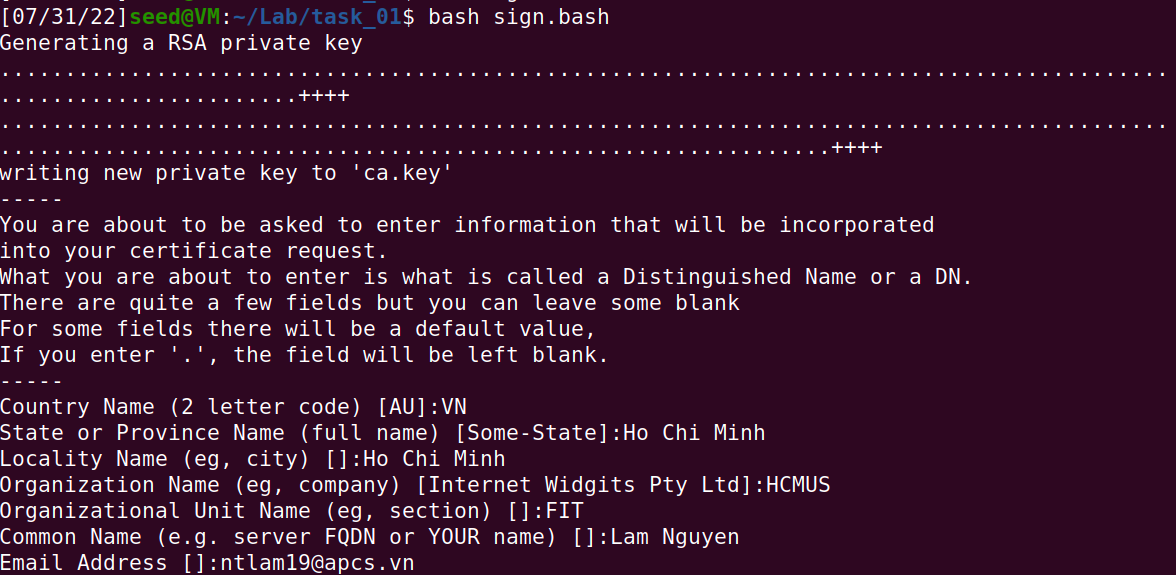 [07/31/22]seed@VM:~/Lab/task_01$ bash sign.bash
Generating a RSA private key
..........................................................................................
.......................++++
..........................................................................................
................................................................++++
writing new private key to 'ca.key'
-----
You are about to be asked to enter information that will be incorporated
into your certificate request.
What you are about to enter is what is called a Distinguished Name or a DN.
There are quite a few fields but you can leave some blank
For some fields there will be a default value,
If you enter '.', the field will be left blank.
-----
Country Name (2 letter code) [AU]:VN
State or Province Name (full name) [Some-State]:Ho Chi Minh
Locality Name (eg, city) []:Ho Chi Minh
Organization Name (eg, company) [Internet Widgits Pty Ltd]:HCMUS
Organizational Unit Name (eg, section) []:FIT
Common Name (e.g. server FQDN or YOUR name) []:Lam Nguyen
Email Address []:ntlam19@apcs.vn